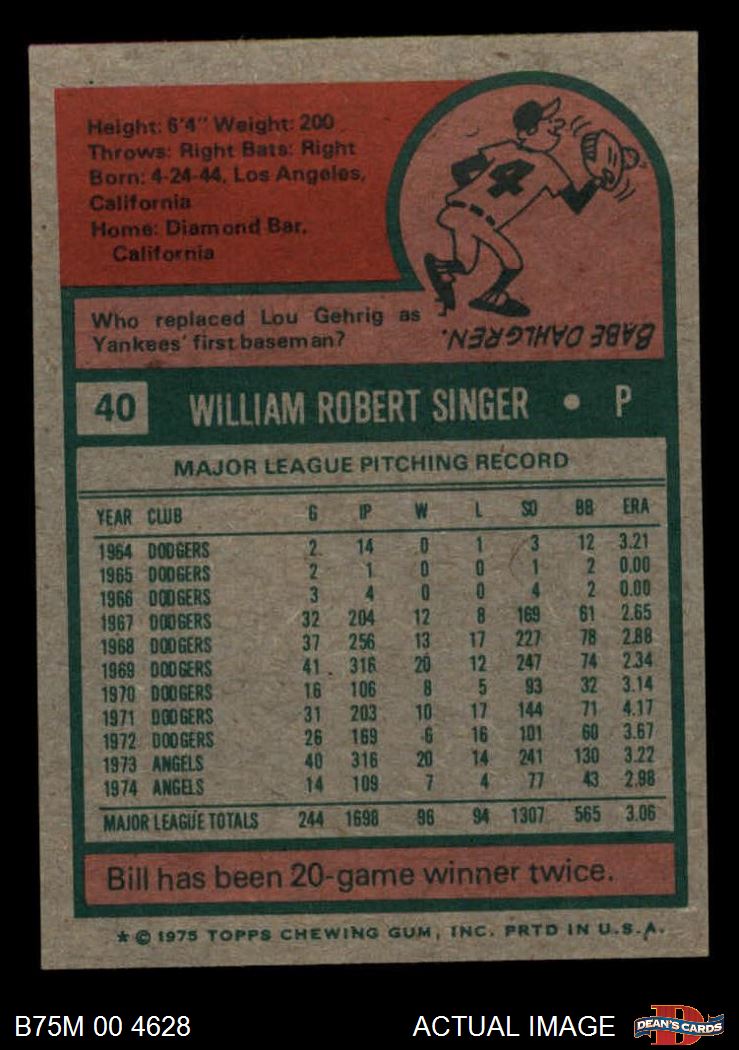 Height: 6'4" Weight: 200
Throws: Right Bats: Right
Born: 4-24-44, Los Angeles,
California
Home: Diamond Bar,
California
4
Who replaced Lou Gehrig as
Yankees' first baseman?
BABE DAHLGREN.
40 WILLIAM ROBERT SINGER • P
MAJOR LEAGUE PITCHING RECORD
YEAR CLUB G IP W L SO BB ERA
1964 DODGERS 2 14 0 1 3 12 3.21
1965 DODGERS 2 1 0 0 1 2 0.00
1966 DODGERS 3 4 0 0 4 2 0.00
1967 DODGERS 32 204 12 8 169 61 2.65
1968 DODGERS 37 256 13 17 227 78 2.88
1969 DODGERS 41 316 20 12 247 74 2.34
1970 DODGERS 16 106 8 5 93 32 3.14
1971 DODGERS 31 203 10 17 144 71 4.17
1972 DODGERS 26 169 6 16 101 60 3.67
1973 ANGELS 40 316 20 14 241 130 3.22
1974 ANGELS 14 109 7 4 77 43 2.98
MAJOR LEAGUE TOTALS 244 1698 96 94 1307 565 3.06
Bill has been 20-game winner twice.
* © 1975 TOPPS CHEWING GUM, INC. PRTD IN U.S.A.
B75M 00 4628 ACTUAL IMAGE D DEAN'S CARDS